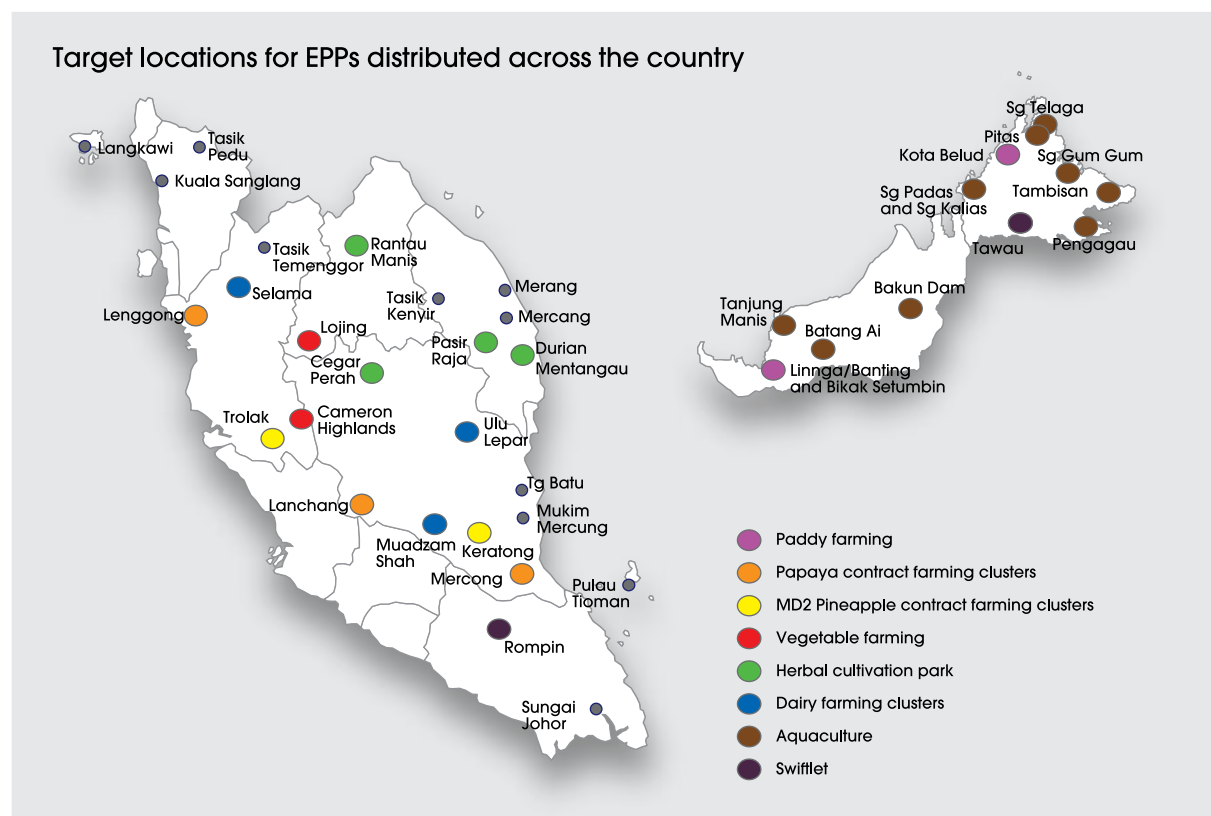 Target locations for EPPs distributed across the country
Langkawi
Tasik
Pedu
Kuala Sanglang
Tasik
Temenggor
Rantau
Manis
Selama
Tasik
Kenyir
Merang
Lenggong
Mercang
Lojing
Pasir
Raja
Durian
Mentangau
Cegar
Perah
Trolak
Cameron
Highlands
Ulu
Lepar
Tg Batu
Lanchang
Mukim
Mercung
Muadzam
Shah
Keratong
Mercong
Pulau
Tioman
Rompin
Sungai
Johor
Sg Telaga
Pitas
Kota Belud
Sg Gum Gum
Sg Padas
and Sg Kalias
Tambisan
Tawau
Pengagau
Bakun Dam
Tanjung
Manis
Batang Ai
Linnga/Banting
and Bikak Setumbin
Paddy farming
Papaya contract farming clusters
MD2 Pineapple contract farming clusters
Vegetable farming
Herbal cultivation park
Dairy farming clusters
Aquaculture
Swiftlet